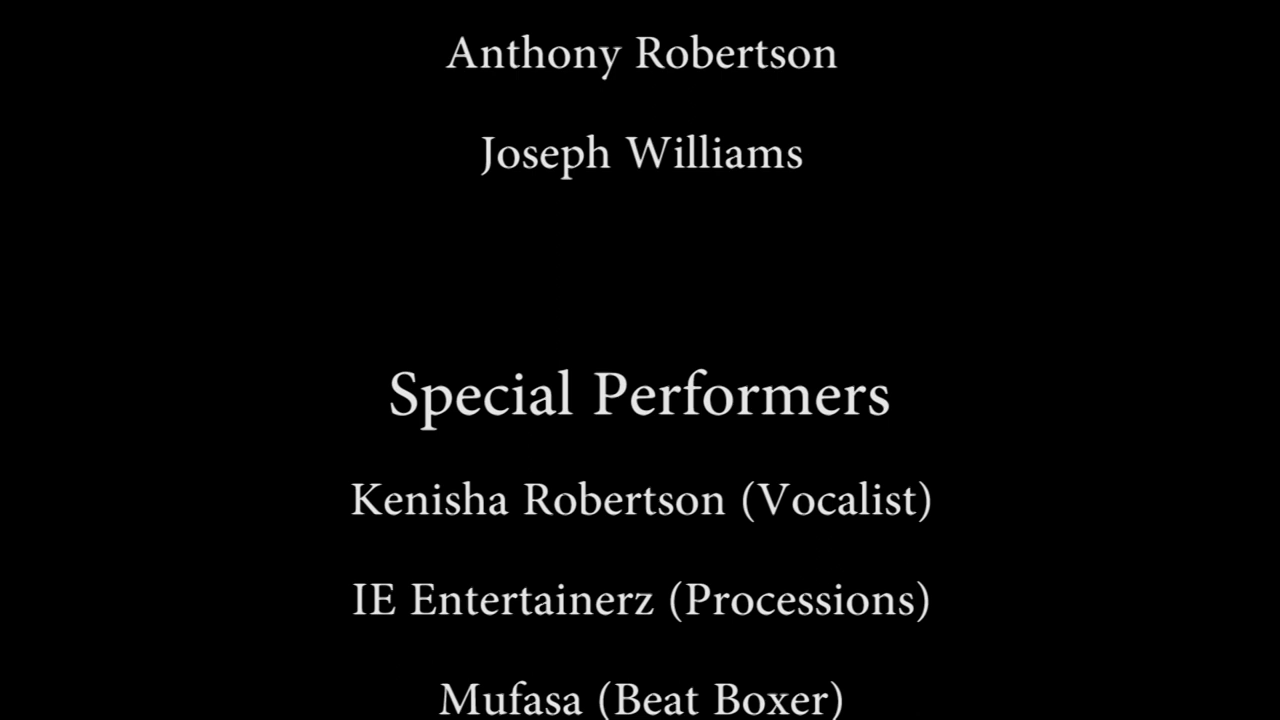 Anthony Robertson
Joseph Williams
Special Performers
Kenisha Robertson (Vocalist)
IE Entertainerz (Processions)
Mufasa (Beat Boxer)